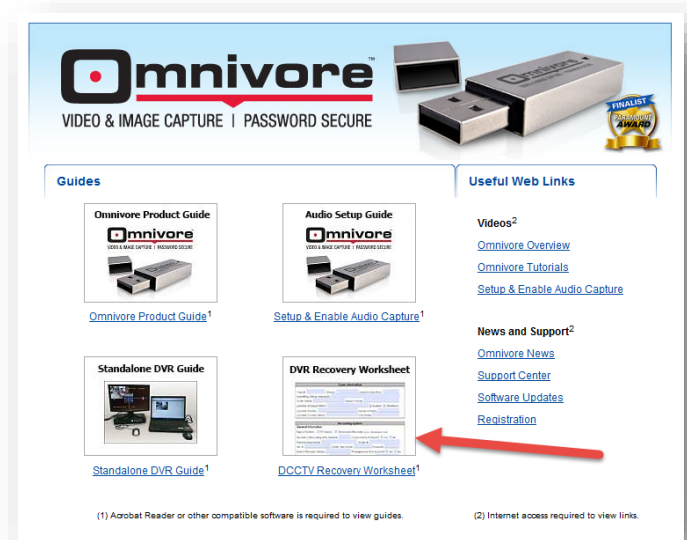 Omnivore™
VIDEO & IMAGE CAPTURE | PASSWORD SECURE
Omnivore
FINALIST
PARAMOUNT
AWARD
Guides
Omnivore Product Guide
Omnivore
VIDEO & IMAGE CAPTURE | PASSWORD SECURE
Omnivore Product Guide1
Audio Setup Guide
Omnivore
VIDEO & IMAGE CAPTURE | PASSWORD SECURE
Setup & Enable Audio Capture1
Standalone DVR Guide
Standalone DVR Guide1
DVR Recovery Worksheet
DCCTV Recovery Worksheet1
Useful Web Links
Videos2
Omnivore Overview
Omnivore Tutorials
Setup & Enable Audio Capture
News and Support2
Omnivore News
Support Center
Software Updates
Registration
(1) Acrobat Reader or other compatible software is required to view guides.
(2) Internet access required to view links.